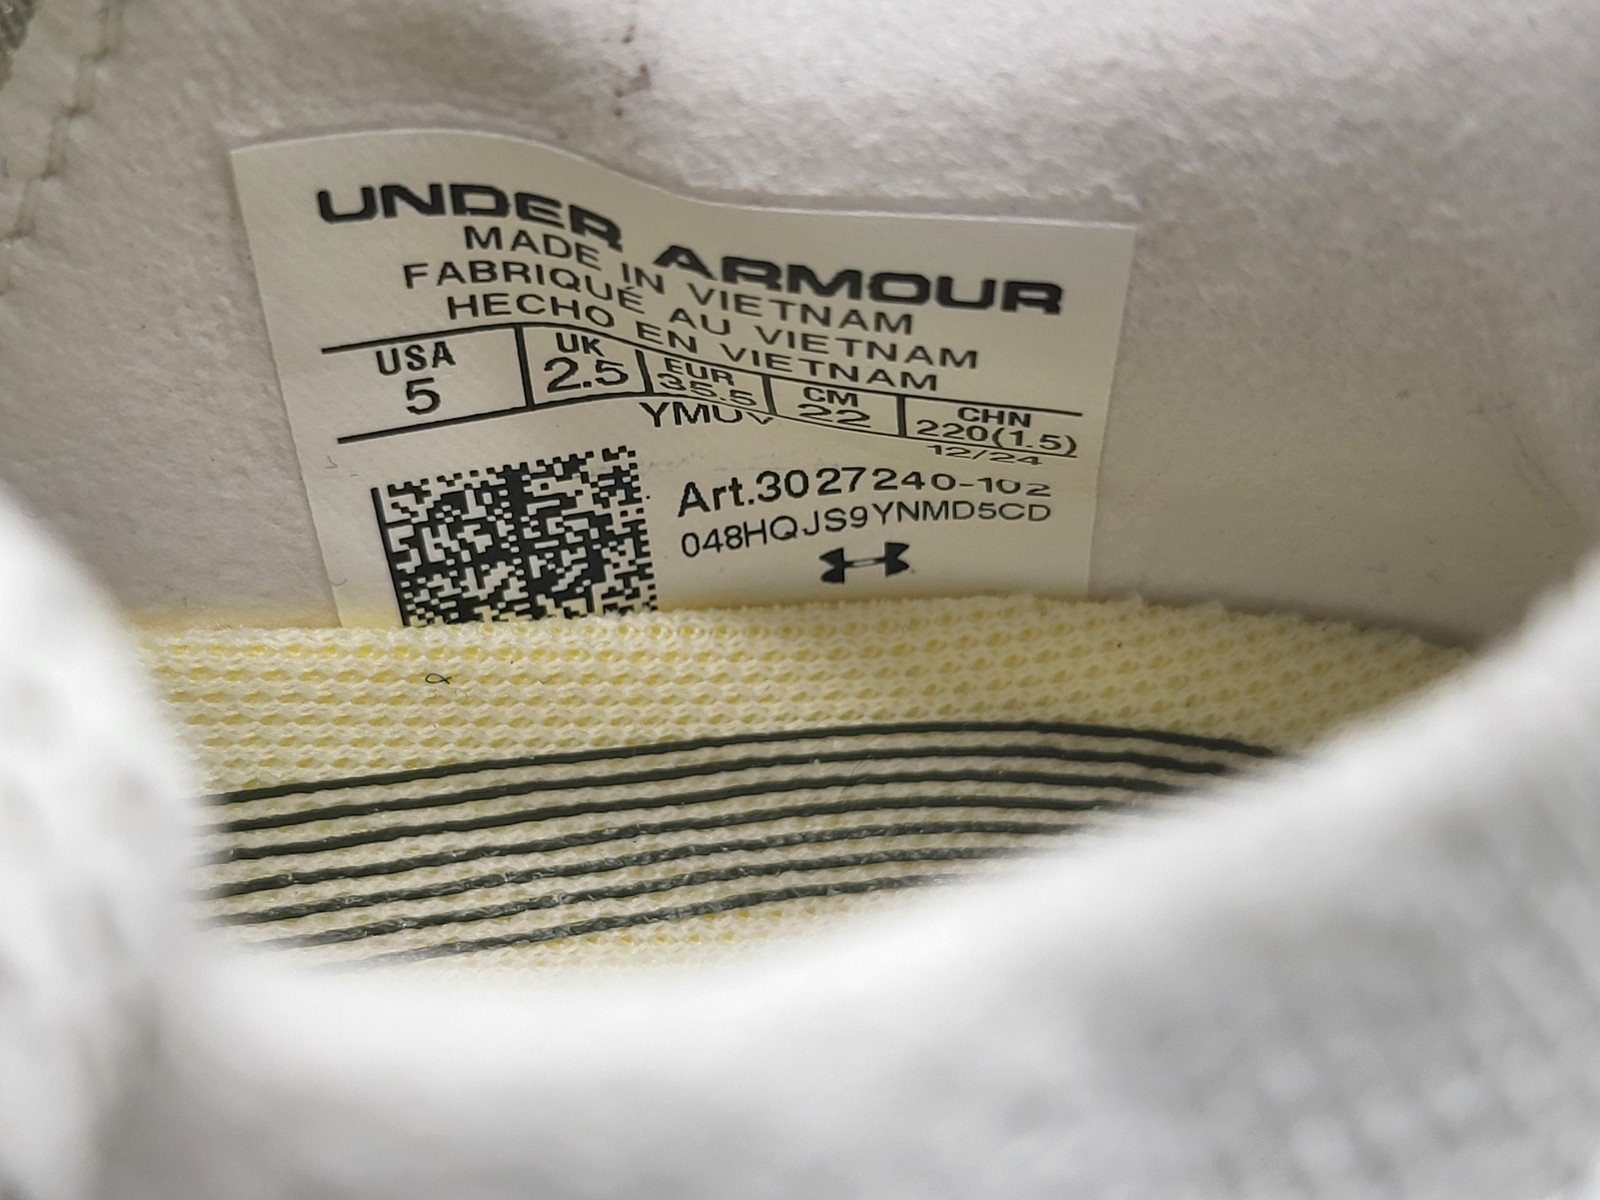 UNDER ARMOUR
MADE IN VIETNAM
FABRIQUÉ AU VIETNAM
HECHO EN VIETNAM
USA UK EUR CM CHN
5 2.5 35.5 22 220(1.5)
YMUV 12/24
Art.3027240-102
048HQJS9YNMD5CD